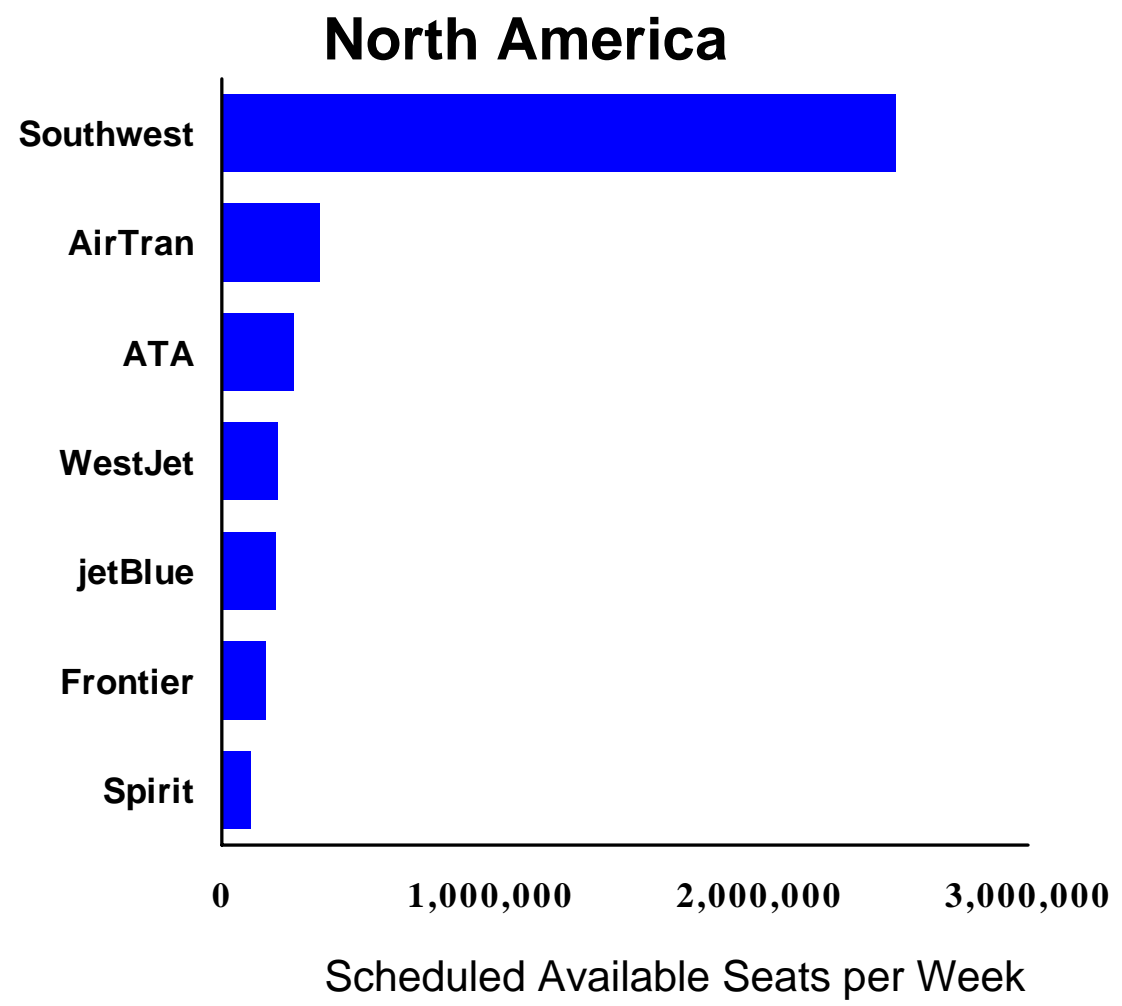 North America
Southwest
AirTran
ATA
WestJet
jetBlue
Frontier
Spirit
0 1,000,000 2,000,000 3,000,000
Scheduled Available Seats per Week